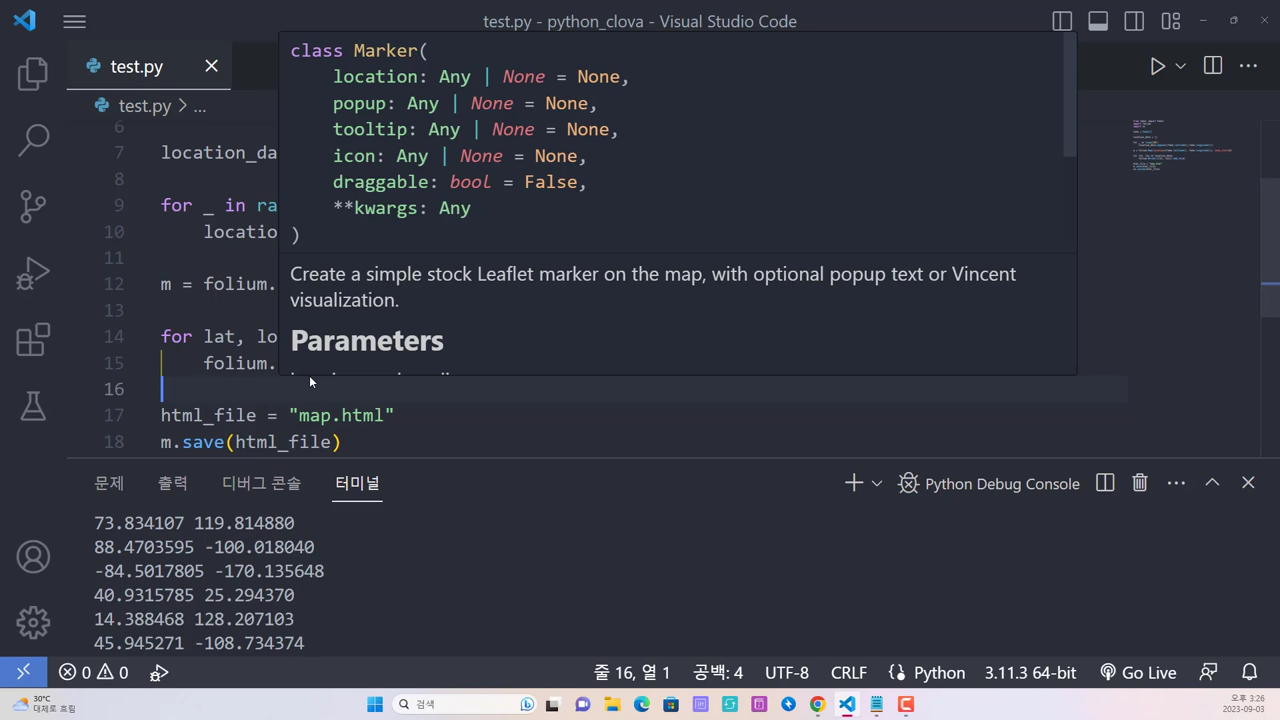 test.py - python_clova - Visual Studio Code
test.py
test.py > ...
class Marker(
location: Any | None = None,
popup: Any | None = None,
tooltip: Any | None = None,
icon: Any | None = None,
draggable: bool = False,
**kwargs: Any
)
Create a simple stock Leaflet marker on the map, with optional popup text or Vincent
visualization.
Parameters
6
7 location_da
8
9 for _ in ra
10 location
11
12 m = folium.
13
14 for lat, lo
15 folium.
16
17 html_file = "map.html"
18 m.save(html_file)
문제 출력 디버그 콘솔 터미널 Python Debug Console
73.834107 119.814880
88.4703595 -100.018040
-84.5017805 -170.135648
40.9315785 25.294370
14.388468 128.207103
45.945271 -108.734374
0 0 줄 16, 열 1 공백: 4 UTF-8 CRLF Python 3.11.3 64-bit Go Live
30°C
대체로 흐림
검색
오후 3:26
2023-09-03